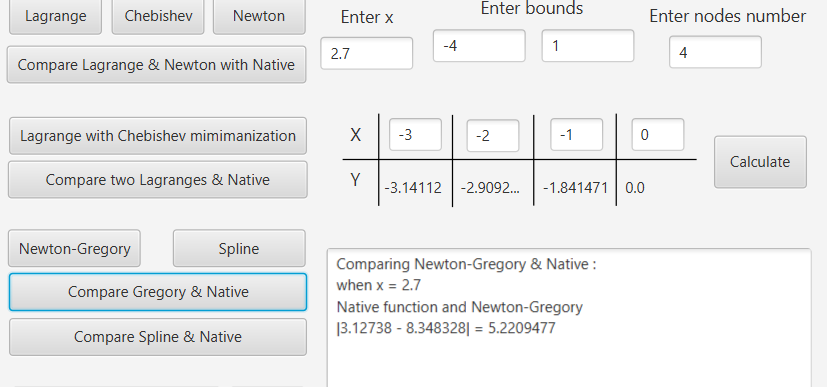 Lagrange Chebishev Newton Enter x Enter bounds Enter nodes number
2.7 -4 1 4
Compare Lagrange & Newton with Native
Lagrange with Chebishev mimimanization X -3 -2 -1 0
Calculate
Compare two Lagranges & Native Y -3.14112 -2.9092... -1.841471 0.0
Newton-Gregory Spline
Compare Gregory & Native
Compare Spline & Native
Comparing Newton-Gregory & Native :
when x = 2.7
Native function and Newton-Gregory
|3.12738 - 8.348328| = 5.2209477